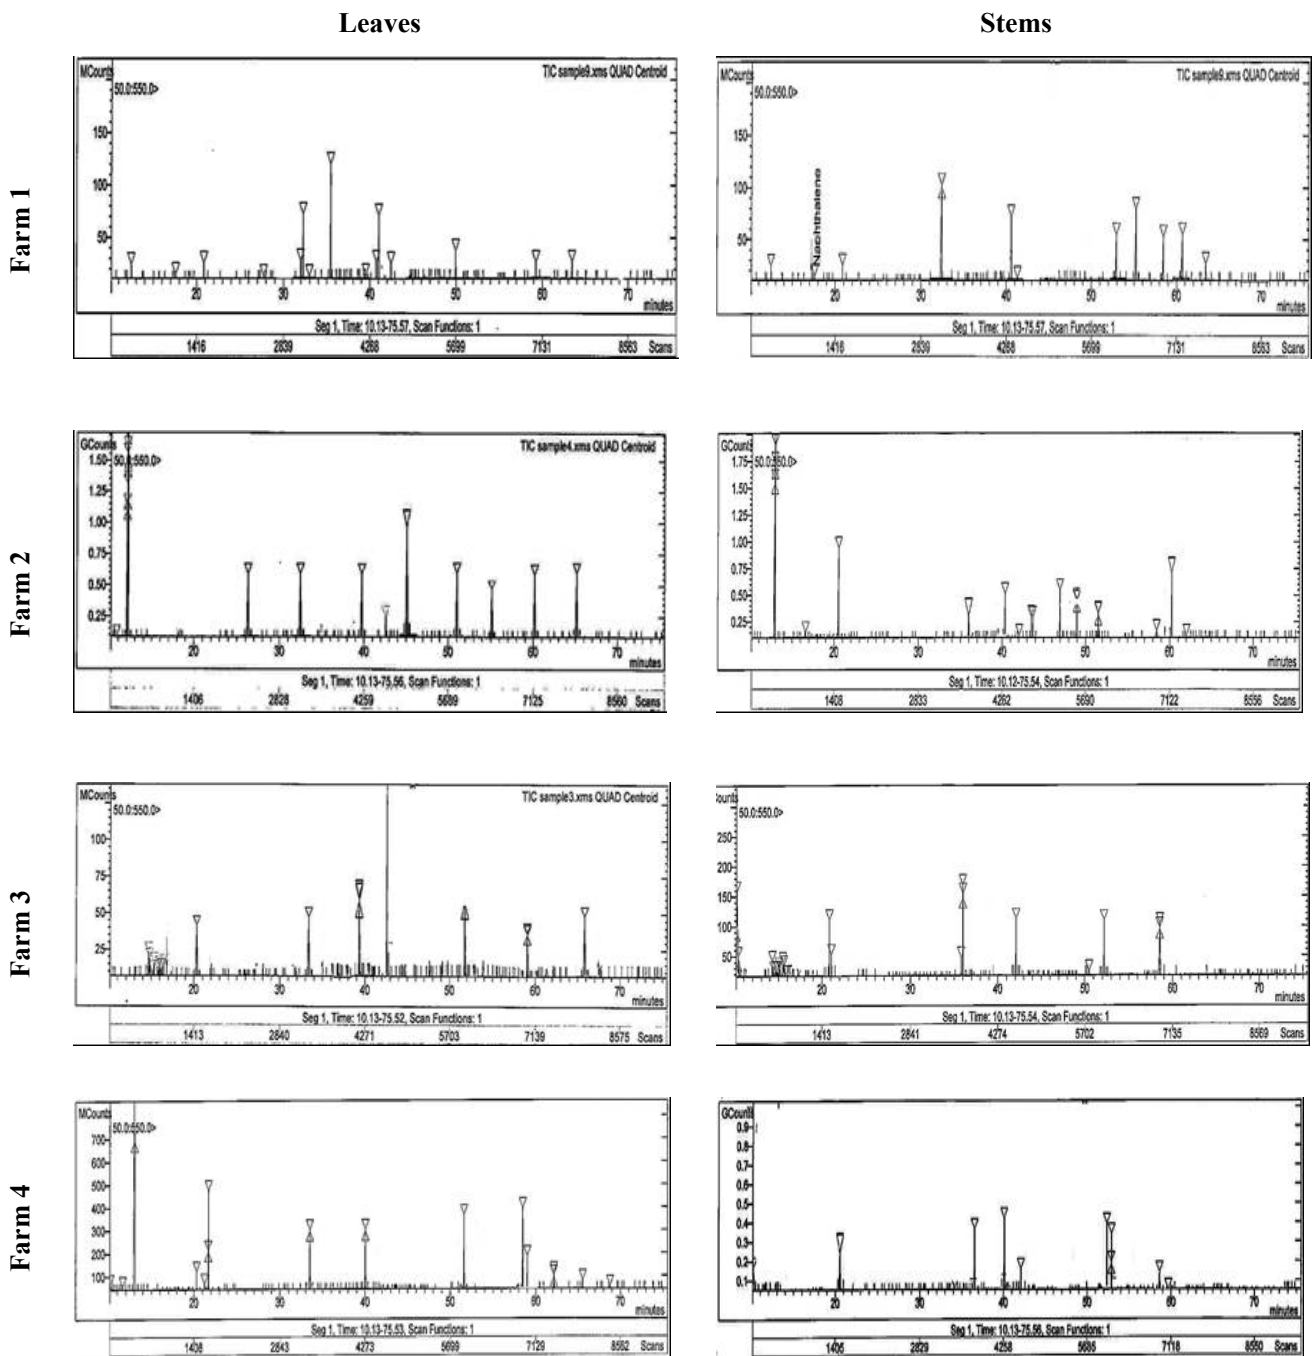 Leaves
Stems
Farm 1
MCounts
TIC sample9.xms QUAD Centroid
50.0:550.0>
150
100
50
20 30 40 50 60 70
minutes
Seg 1, Time: 10.13-75.57, Scan Functions: 1
1416 2839 4268 5699 7131 8563 Scans
MCounts
TIC sample9.xms QUAD Centroid
50.0:550.0>
150
100
50
Naphthalene
20 30 40 50 60 70
minutes
Seg 1, Time: 10.13-75.57, Scan Functions: 1
1416 2839 4268 5699 7131 8563 Scans
Farm 2
GCounts
TIC sample4.xms QUAD Centroid
50.0:550.0>
1.50
1.25
1.00
0.75
0.50
0.25
20 30 40 50 60 70
minutes
Seg 1, Time: 10.13-75.56, Scan Functions: 1
1406 2828 4259 5689 7125 8560 Scans
GCounts
1.75
1.50
1.25
1.00
0.75
0.50
0.25
20 30 40 50 60 70
minutes
Seg 1, Time: 10.12-75.54, Scan Functions: 1
1408 2833 4262 5690 7122 8556 Scans
Farm 3
MCounts
TIC sample3.xms QUAD Centroid
50.0:550.0>
100
75
50
25
20 30 40 50 60 70
minutes
Seg 1, Time: 10.13-75.52, Scan Functions: 1
1413 2840 4271 5703 7139 8575 Scans
ounts
50.0:550.0>
250
200
150
100
50
20 30 40 50 60 70
minutes
Seg 1, Time: 10.13-75.54, Scan Functions: 1
1413 2841 4274 5702 7135 8569 Scans
Farm 4
MCounts
50.0:550.0>
700
600
500
400
300
200
100
20 30 40 50 60 70
minutes
Seg 1, Time: 10.13-75.53, Scan Functions: 1
1408 2843 4273 5699 7129 8562 Scans
GCounts
0.9
0.8
0.7
0.6
0.5
0.4
0.3
0.2
0.1
20 30 40 50 60 70
minutes
Seg 1, Time: 10.13-75.56, Scan Functions: 1
1405 2829 4258 5685 7118 8550 Scans